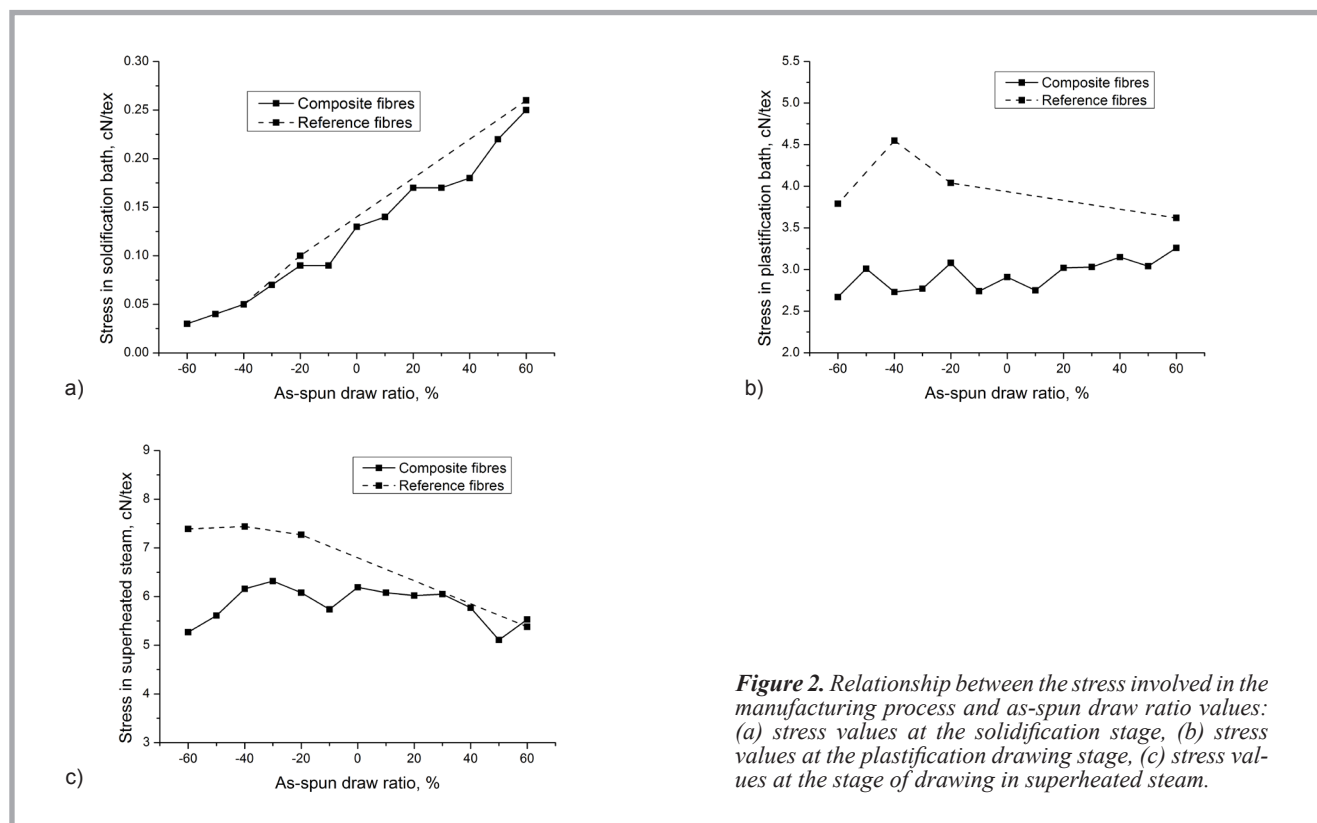 0.30
0.25
0.20
0.15
0.10
0.05
0.00
Stress in soldification bath, cN/tex
Composite fibres
Reference fibres
-60 -40 -20 0 20 40 60
As-spun draw ratio, %
a)
5.5
5.0
4.5
4.0
3.5
3.0
2.5
2.0
Stress in plastification bath, cN/tex
Composite fibres
Reference fibres
-60 -40 -20 0 20 40 60
As-spun draw ratio, %
b)
9
8
7
6
5
4
3
Stress in superheated steam, cN/tex
Composite fibres
Reference fibres
-60 -40 -20 0 20 40 60
As-spun draw ratio, %
c)
Figure 2. Relationship between the stress involved in the
manufacturing process and as-spun draw ratio values:
(a) stress values at the solidification stage, (b) stress
values at the plastification drawing stage, (c) stress val-
ues at the stage of drawing in superheated steam.